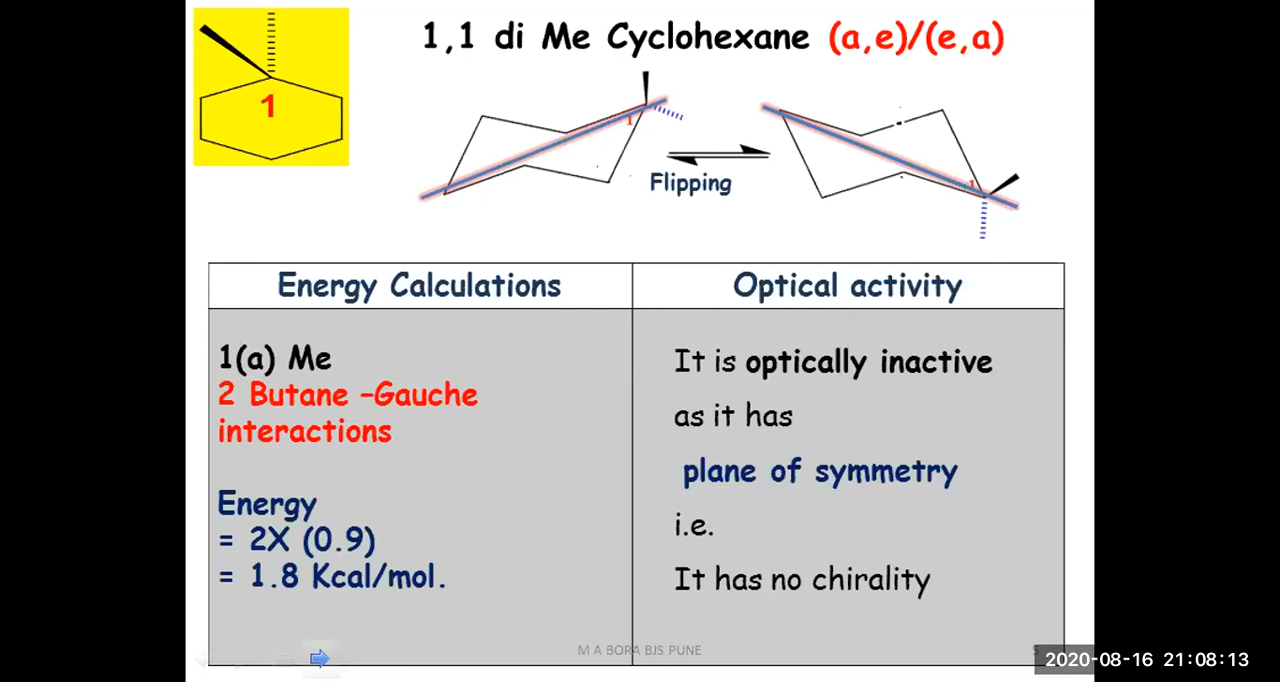 1
1,1 di Me Cyclohexane (a,e)/(e,a)
1
1
Flipping
Energy Calculations
Optical activity
1(a) Me
2 Butane –Gauche
interactions
Energy
= 2X (0.9)
= 1.8 Kcal/mol.
It is optically inactive
as it has
plane of symmetry
i.e.
It has no chirality
M A BORA BJS PUNE
2020-08-16 21:08:13